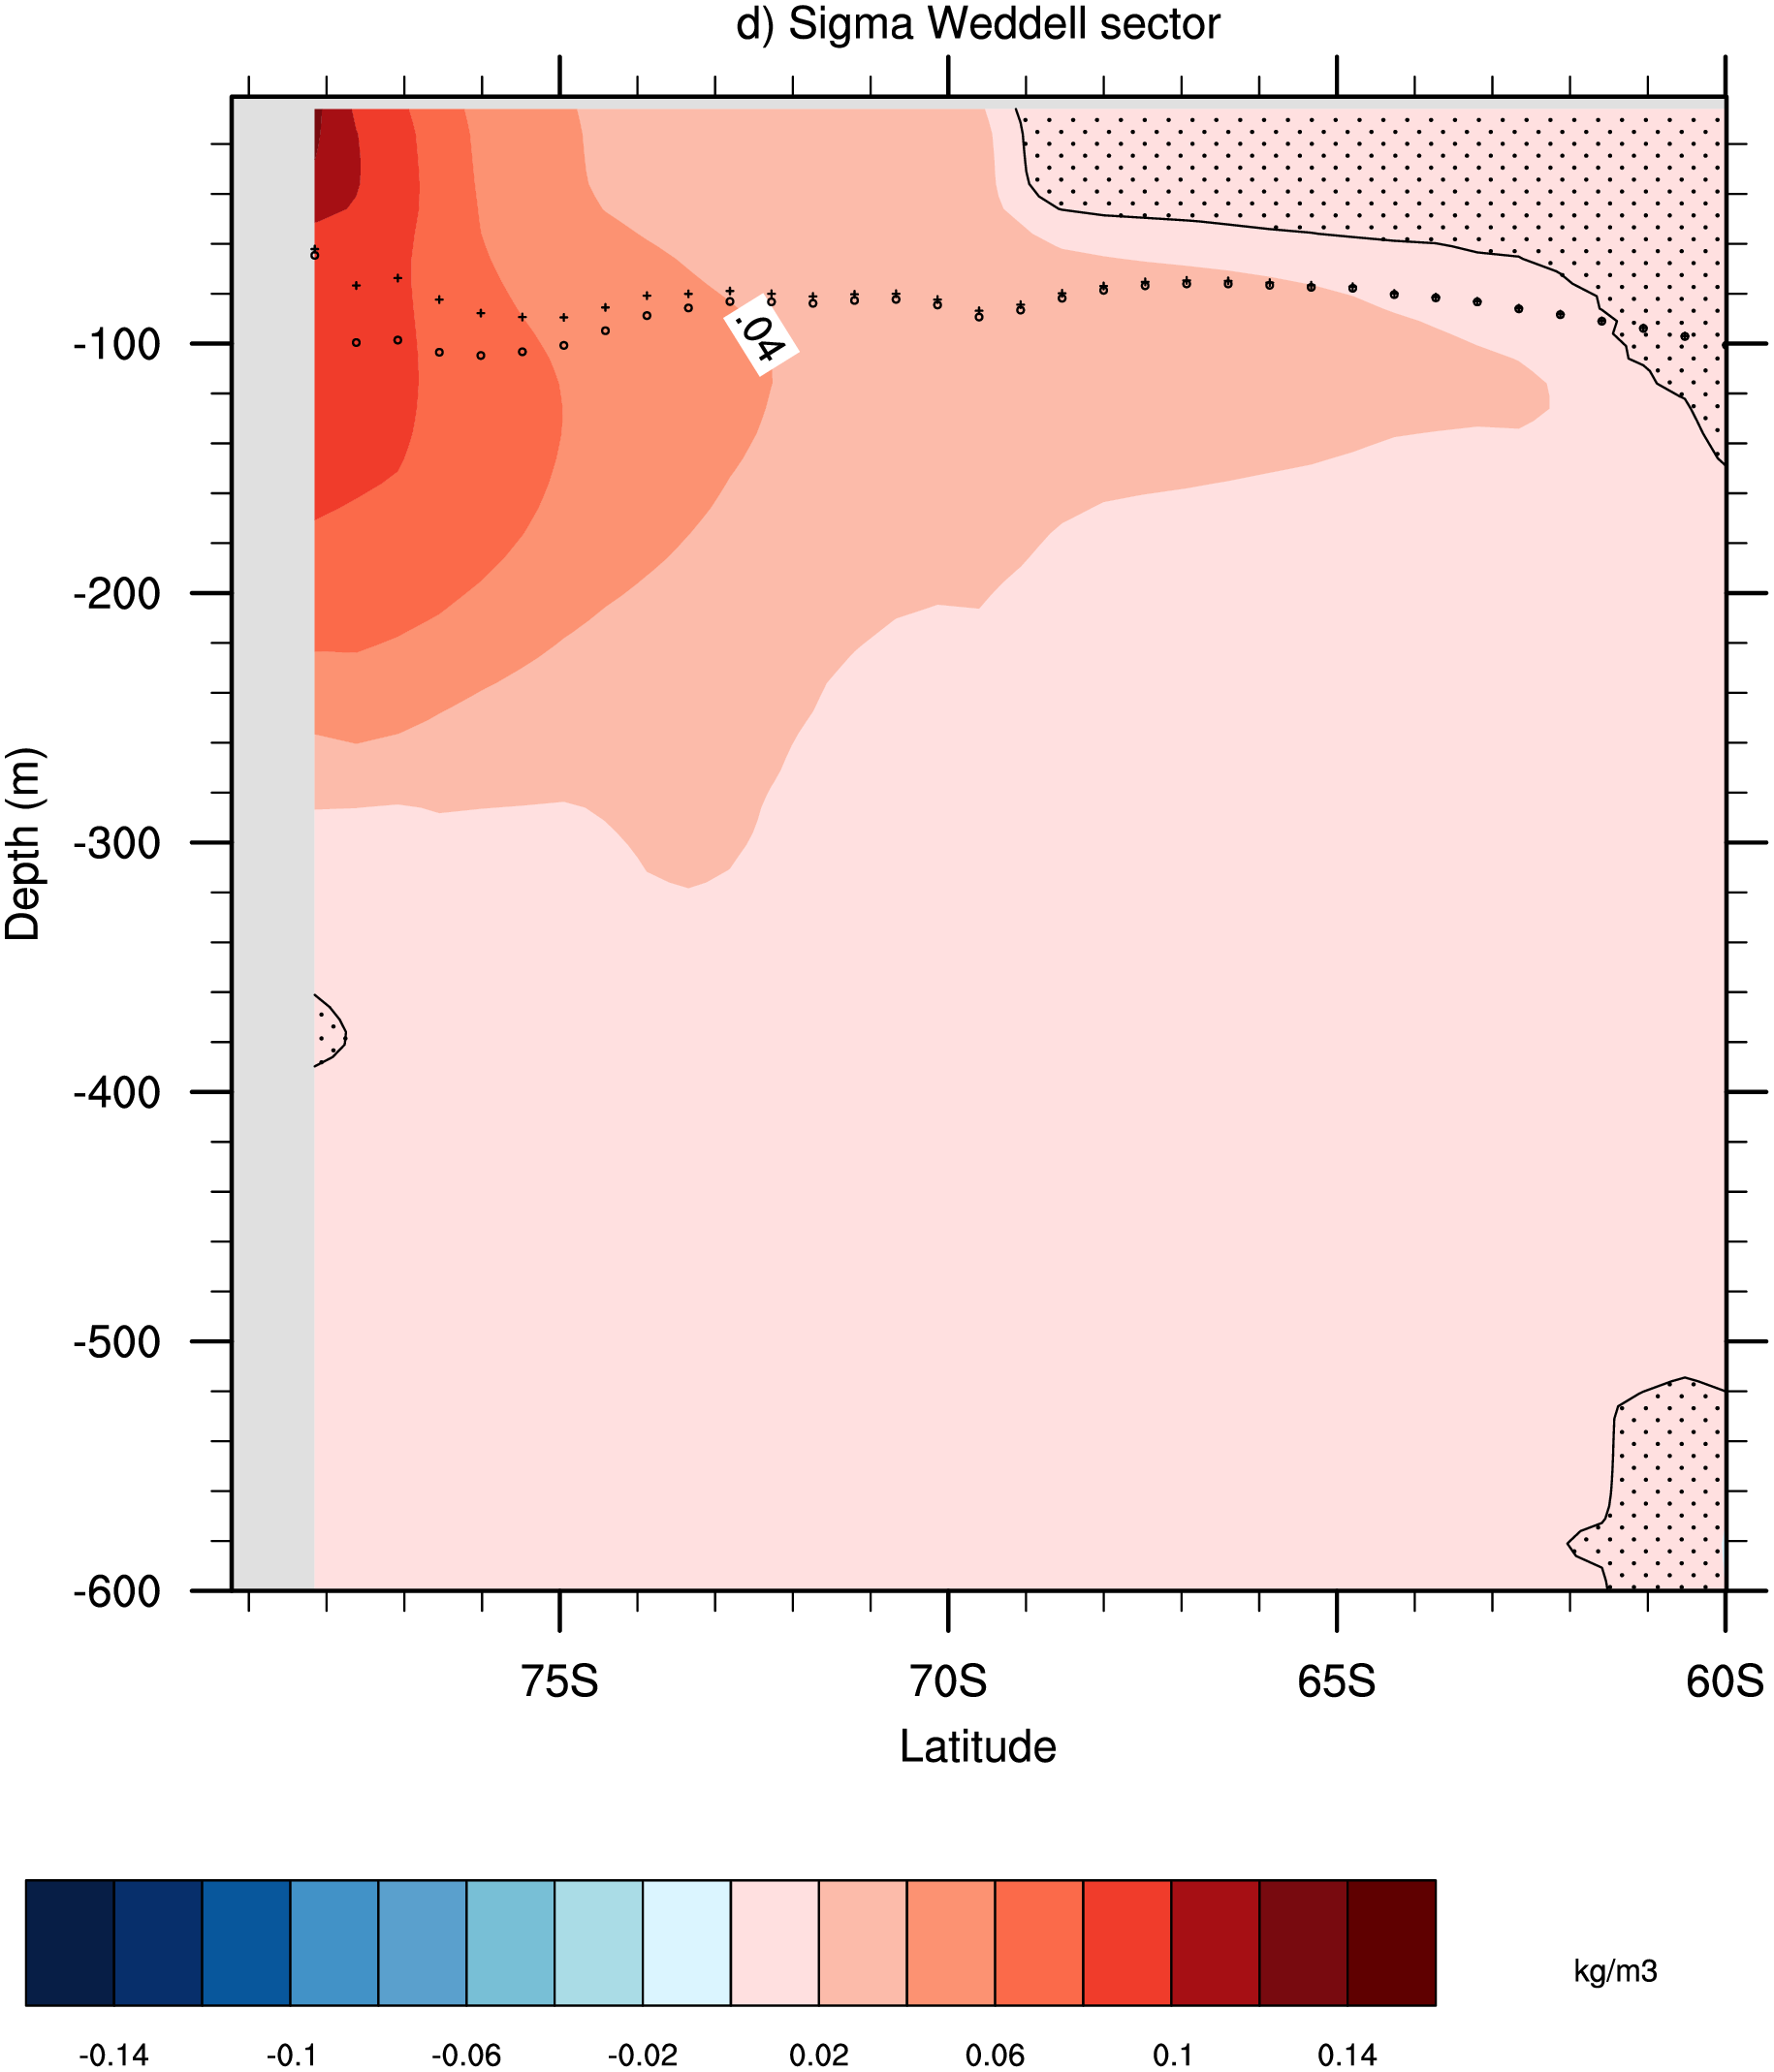 d) Sigma Weddell sector
.04
-100
-200
-300
-400
-500
-600
Depth (m)
75S 70S 65S 60S
Latitude
kg/m3
-0.14 -0.1 -0.06 -0.02 0.02 0.06 0.1 0.14